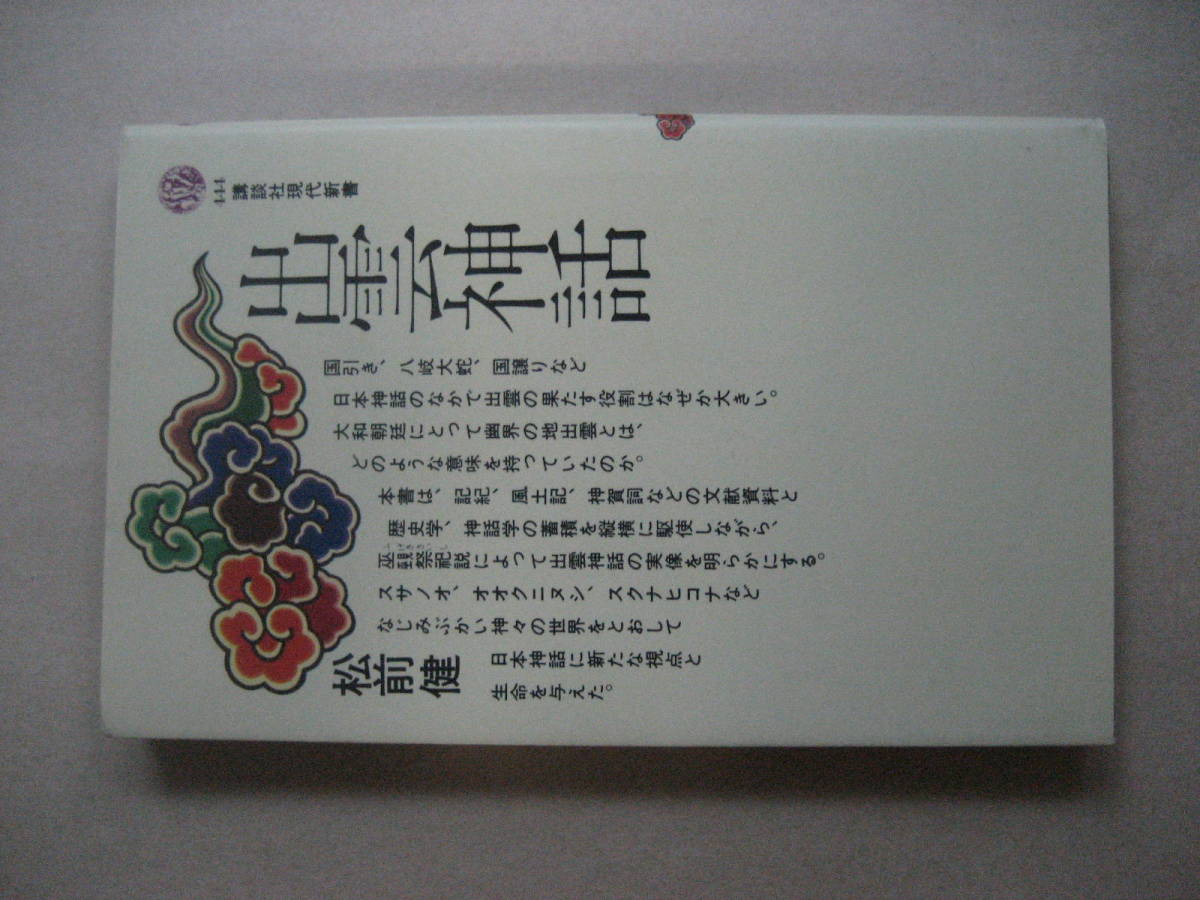 444
講談社現代新書
出雲神話
国引き、八岐大蛇、国譲りなど
日本神話のなかで出雲の果たす役割はなぜか大きい。
大和朝廷にとって幽界の地出雲とは、
どのような意味を持っていたのか。
本書は、記紀、風土記、神賀詞などの文献資料と
歴史学、神話学の蓄積を縦横に駆使しながら、
巫覡祭祀説によって出雲神話の実像を明らかにする。
スサノオ、オオクニヌシ、スクナヒコナなど
なじみぶかい神々の世界をとおして
日本神話に新たな視点と
生命を与えた。
松前健